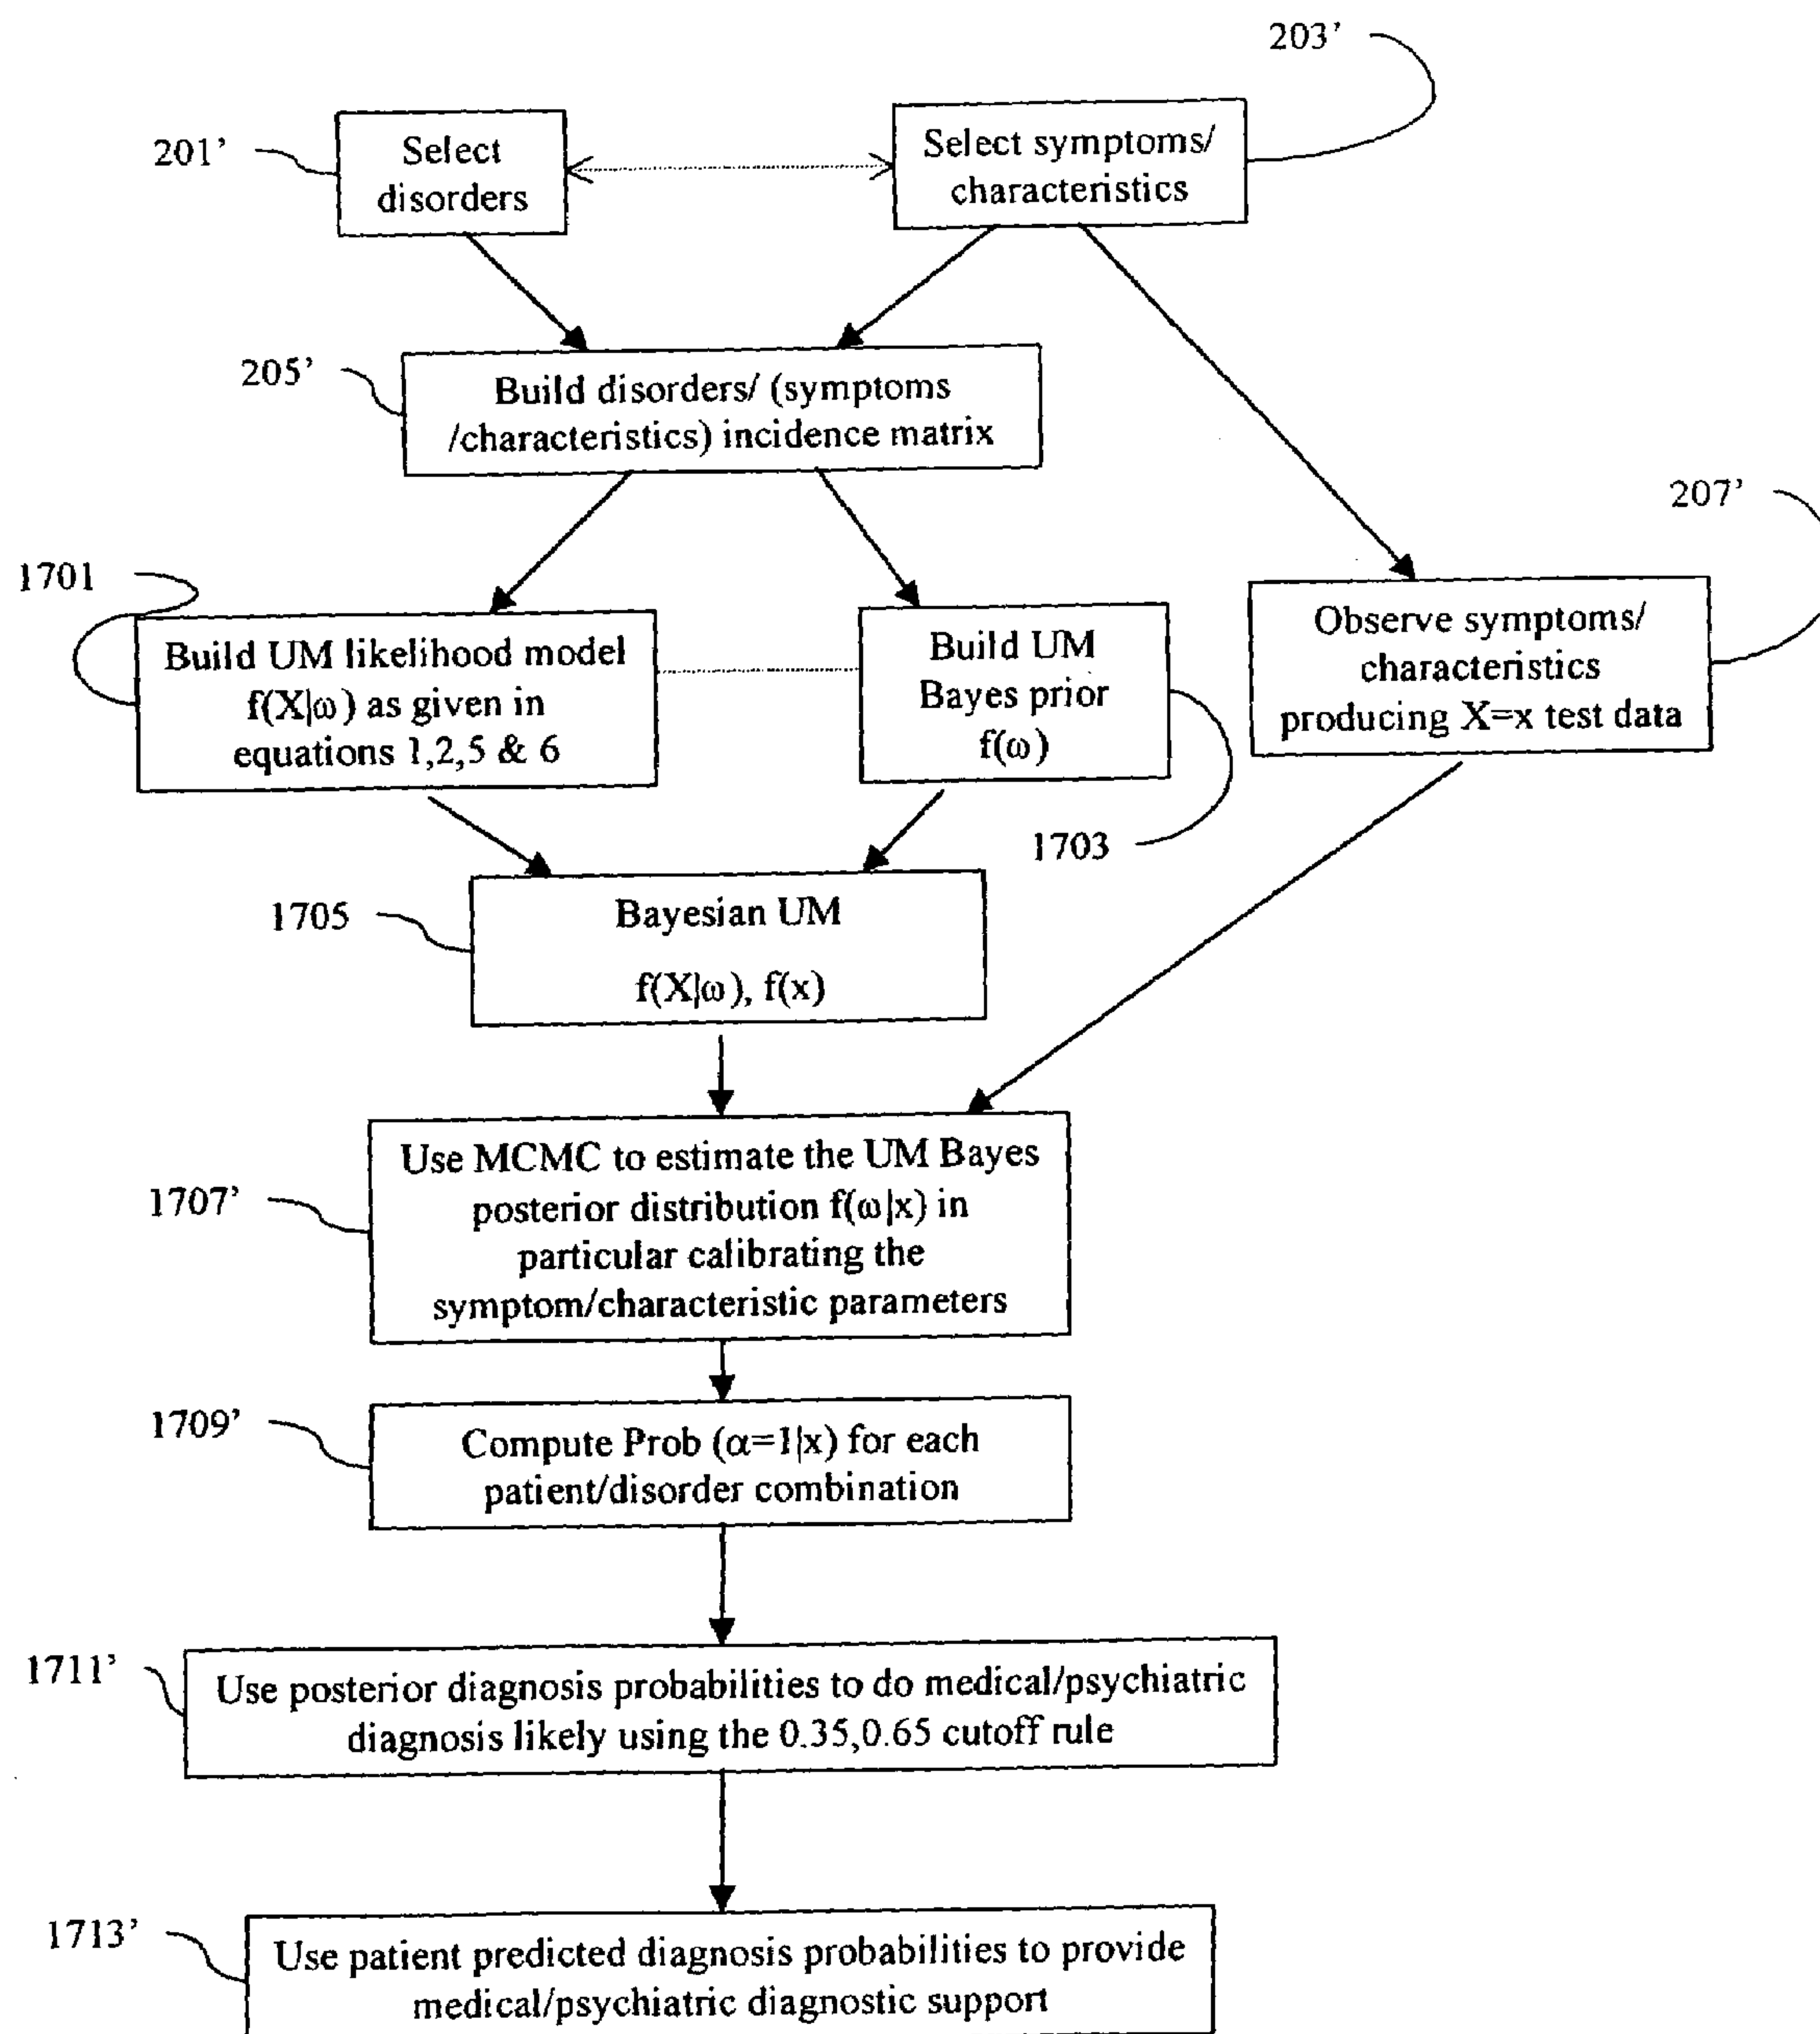 203’
201’
Select
disorders
Select symptoms/
characteristics
205’
Build disorders/ (symptoms
/characteristics) incidence matrix
207’
1701
Build UM likelihood model
f(X|ω) as given in
equations 1,2,5 & 6
Build UM
Bayes prior
f(ω)
Observe symptoms/
characteristics
producing X=x test data
1703
1705
Bayesian UM
f(X|ω), f(x)
1707’
Use MCMC to estimate the UM Bayes
posterior distribution f(ω|x) in
particular calibrating the
symptom/characteristic parameters
1709’
Compute Prob (α=1|x) for each
patient/disorder combination
1711’
Use posterior diagnosis probabilities to do medical/psychiatric
diagnosis likely using the 0.35,0.65 cutoff rule
1713’
Use patient predicted diagnosis probabilities to provide
medical/psychiatric diagnostic support